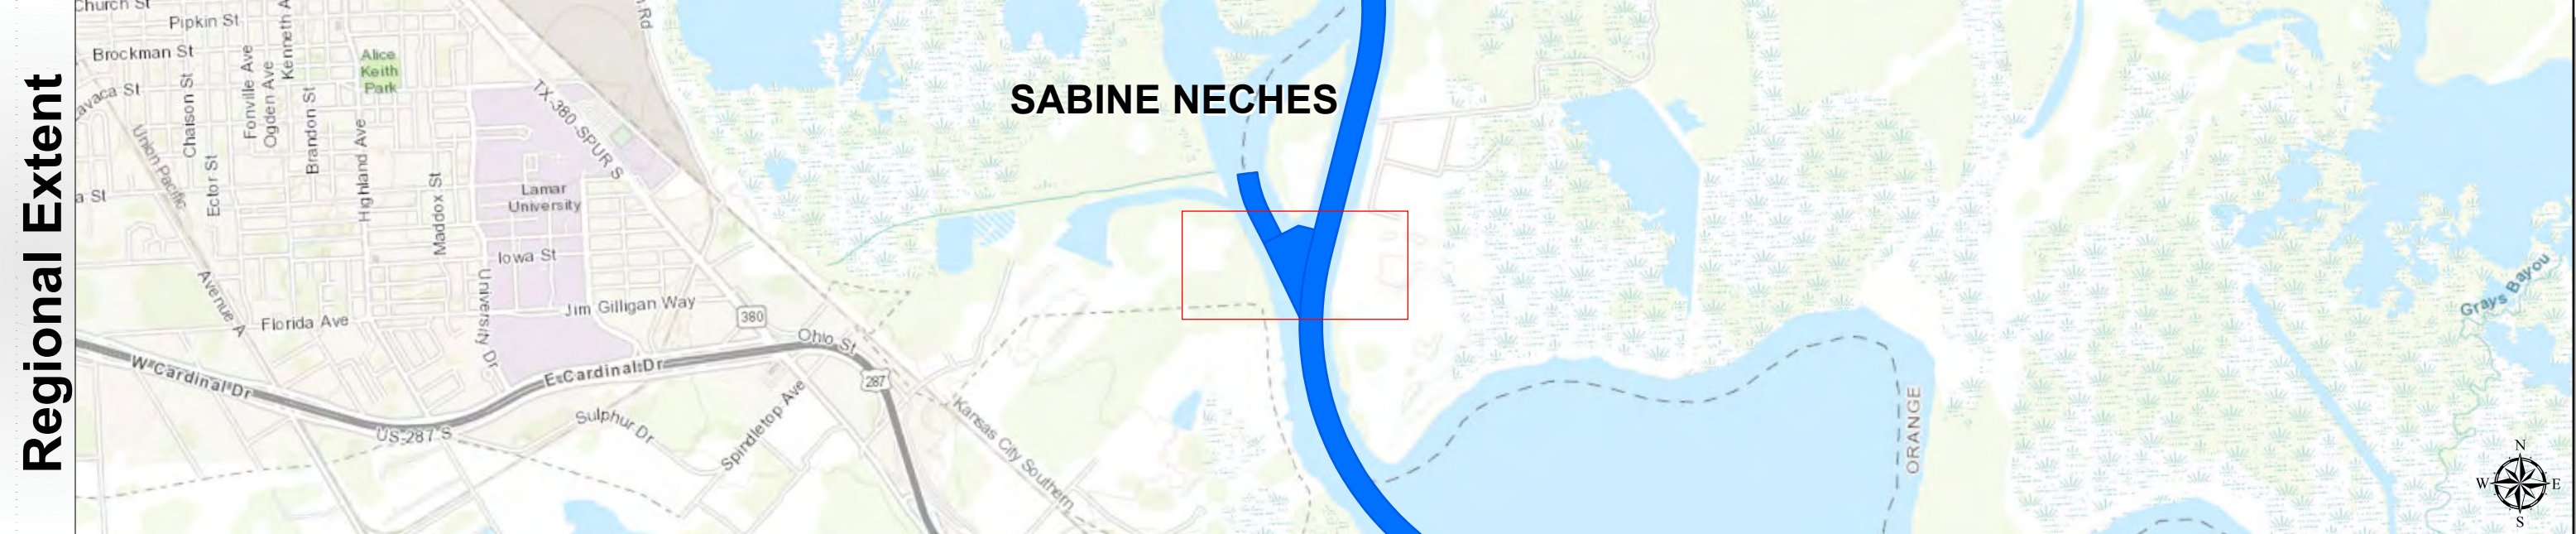 Regional Extent
Church St
Pipkin St
Brockman St
Kenneth A
Fonville Ave
Ogden Ave
Chaison St
Brandon St
Alice
Keith
Park
Lavaca St
Union Pacific
Ector St
Highland Ave
Maddox St
a St
TX-380 SPUR S
Rd
Lamar
University
Iowa St
University Dr
Jim Gilligan Way
Avenue A
Florida Ave
380
Ohio St
W Cardinal Dr
E Cardinal Dr
287
US-287 S
Sulphur Dr
Spindletop Ave
Kansas City Southern
SABINE NECHES
ORANGE
Grays Bayou
N
W
E
S